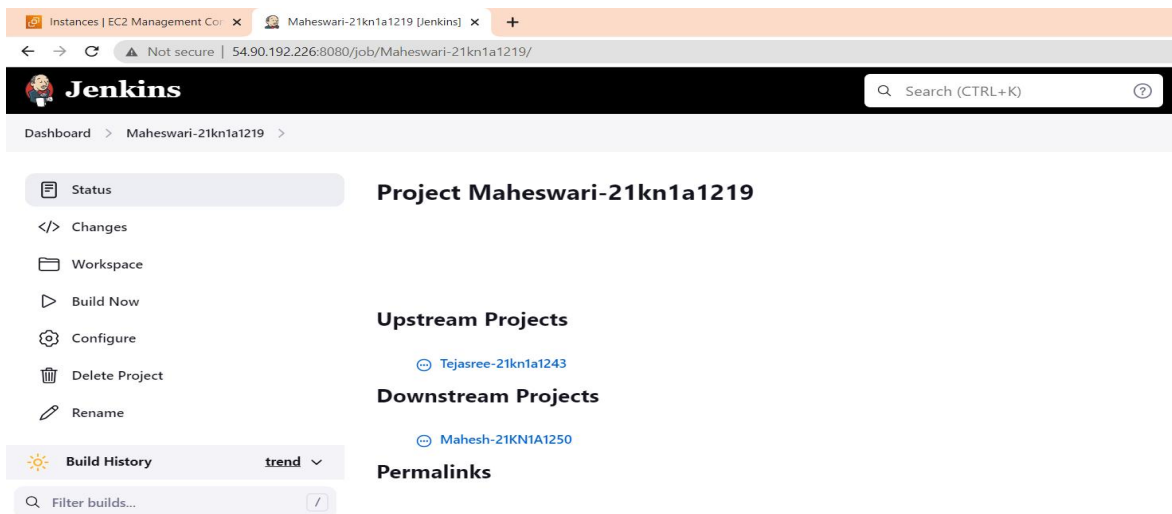 Instances | EC2 Management Con
Maheswari-21kn1a1219 [Jenkins]
Not secure | 54.90.192.226:8080/job/Maheswari-21kn1a1219/
Jenkins
Search (CTRL+K)
Dashboard > Maheswari-21kn1a1219 >
Status
Project Maheswari-21kn1a1219
</> Changes
Workspace
Build Now
Upstream Projects
Configure
Tejasree-21kn1a1243
Delete Project
Downstream Projects
Rename
Mahesh-21KN1A1250
Build History trend
Permalinks
Filter builds... /